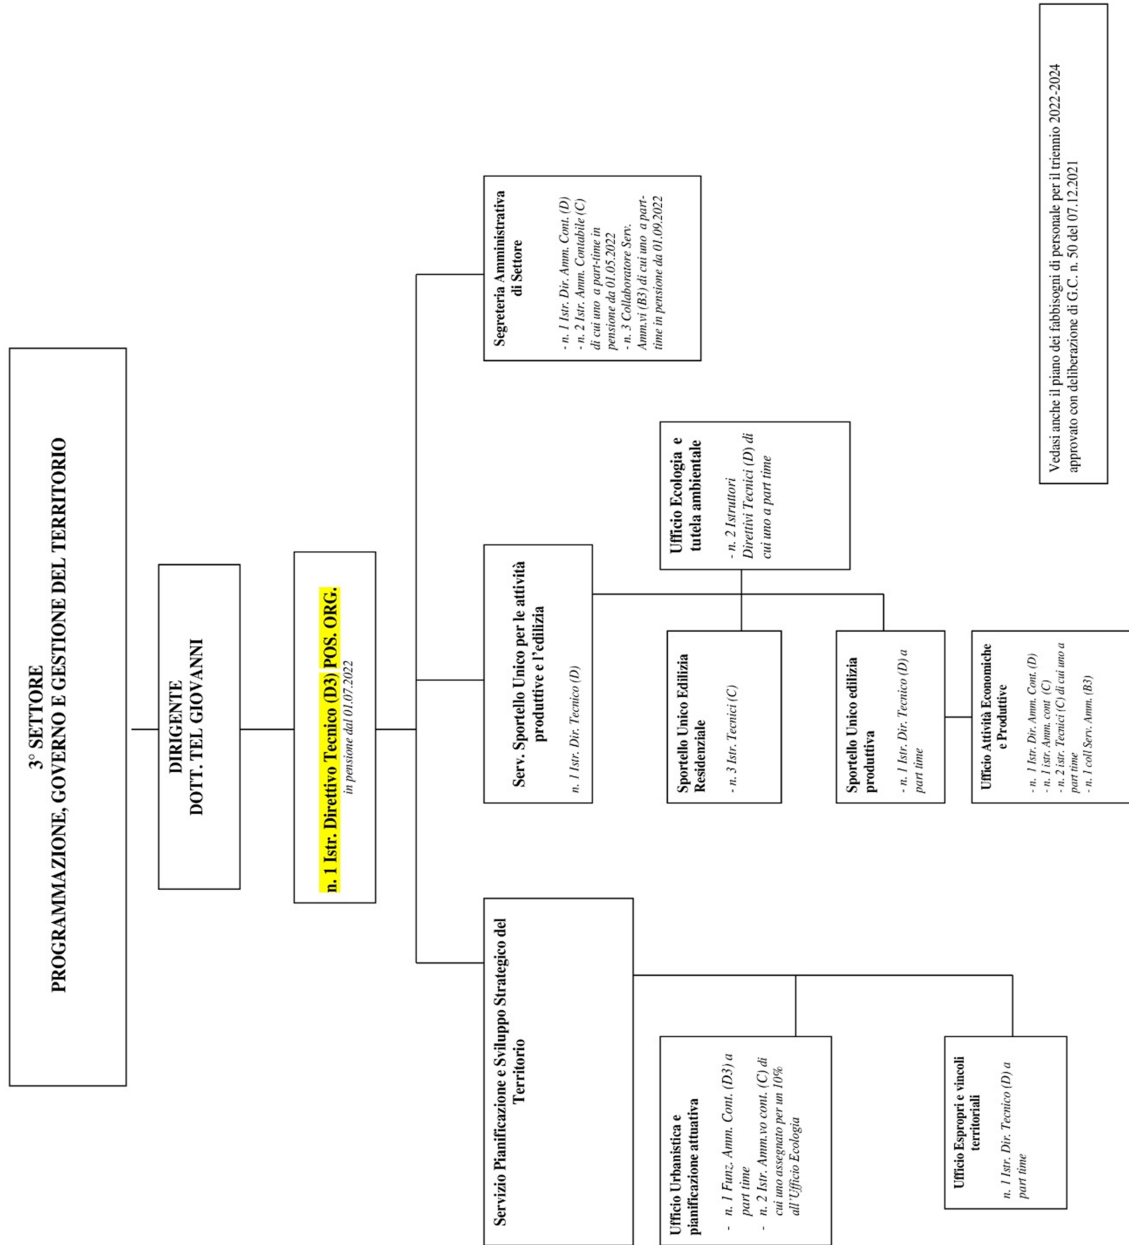 3° SETTORE
PROGRAMMAZIONE, GOVERNO E GESTIONE DEL TERRITORIO
DIRIGENTE
DOTT. TEL GIOVANNI
n. 1 Istr. Direttivo Tecnico (D3) POS. ORG.
in pensione dal 01.07.2022
Servizio Pianificazione e Sviluppo Strategico del
Territorio
Ufficio Urbanistica e
pianificazione attuativa
- n. 1 Funz. Amm. Cont. (D3) a
part time
- n. 2 Istr. Amm.vo cont. (C) di
cui uno assegnato per un 10%
all'Ufficio Ecologia
Ufficio Espropri e vincoli
territoriali
n. 1 Istr. Dir. Tecnico (D) a
part time
Serv. Sportello Unico per le attività
produttive e l'edilizia
n. 1 Istr. Dir. Tecnico (D)
Sportello Unico Edilizia
Residenziale
- n. 3 Istr. Tecnici (C)
Ufficio Ecologia e
tutela ambientale
- n. 2 Istruttori
Direttivi Tecnici (D) di
cui uno a part time
Sportello Unico edilizia
produttiva
- n. 1 Istr. Dir. Tecnico (D) a
part time
Ufficio Attività Economiche
e Produttive
- n. 1 Istr. Dir. Amm. Cont. (D)
- n. 1 istr. Amm. cont (C)
- n. 2 istr. Tecnici (C) di cui uno a
part time
- n. 1 coll Serv. Amm. (B3)
Segreteria Amministrativa
di Settore
- n. 1 Istr. Dir. Amm. Cont. (D)
- n. 2 Istr. Amm. Contabile (C)
di cui uno a part-time in
pensione da 01.05.2022
- n. 3 Collaboratore Serv.
Amm.vi (B3) di cui uno a part-
time in pensione da 01.09.2022
Vedasi anche il piano dei fabbisogni di personale per il triennio 2022-2024
approvato con deliberazione di G.C. n. 50 del 07.12.2021